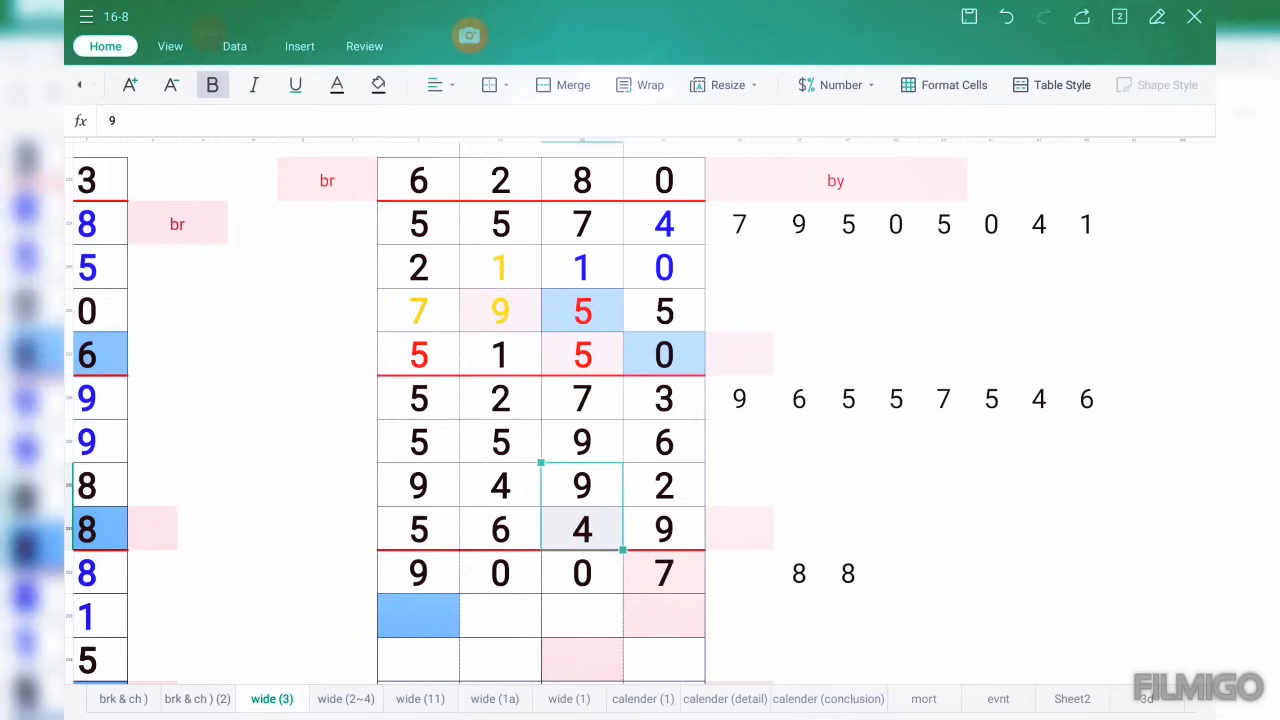 16-8
2
Home View Data Insert Review
A+ A- B I U A Merge Wrap Resize $% Number Format Cells Table Style Shape Style
fx 9
3 br 6 2 8 0 by
8 br 5 5 7 4 7 9 5 0 5 0 4 1
5 2 1 1 0
0 7 9 5 5
6 5 1 5 0
9 5 2 7 3 9 6 5 5 7 5 4 6
9 5 5 9 6
8 9 4 9 2
8 5 6 4 9
8 9 0 0 7 8 8
1
5
brk & ch ) brk & ch ) (2) wide (3) wide (2~4) wide (11) wide (1a) wide (1) calender (1) calender (detail) calender (conclusion) mort evnt Sheet2
FILMIGO